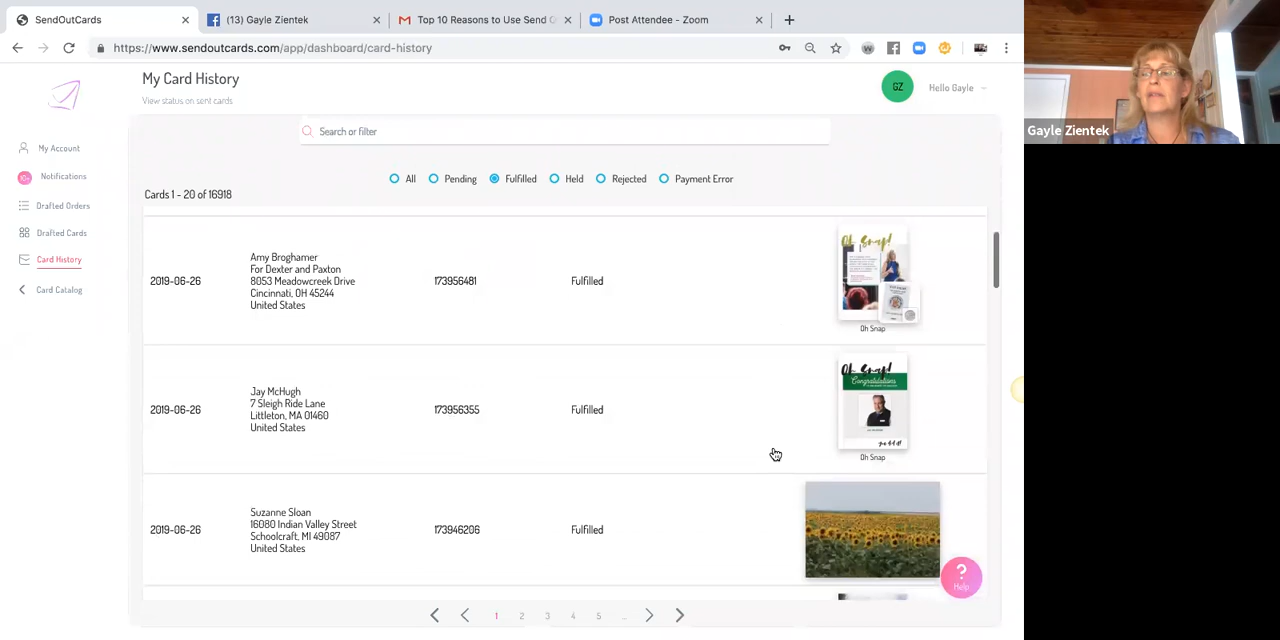 SendOutCards
(13) Gayle Zientek
Top 10 Reasons to Use Send
Post Attendee - Zoom
https://www.sendoutcards.com/app/dashboard/card-history
My Card History
View status on sent cards
GZ
Hello Gayle
Gayle Zientek
My Account
10+
Notifications
Drafted Orders
Drafted Cards
Card History
Card Catalog
Search or filter
All
Pending
Fulfilled
Held
Rejected
Payment Error
Cards 1 - 20 of 16918
2019-06-26
Amy Broghamer
For Dexter and Paxton
8053 Meadowcreek Drive
Cincinnati, OH 45244
United States
173956481
Fulfilled
Oh Snap!
Oh Snap
2019-06-26
Jay McHugh
7 Sleigh Ride Lane
Littleton, MA 01460
United States
173956355
Fulfilled
Oh Snap!
Congratulations
Oh Snap
2019-06-26
Suzanne Sloan
16080 Indian Valley Street
Schoolcraft, MI 49087
United States
173946206
Fulfilled
?
Help
1 2 3 4 5 ...